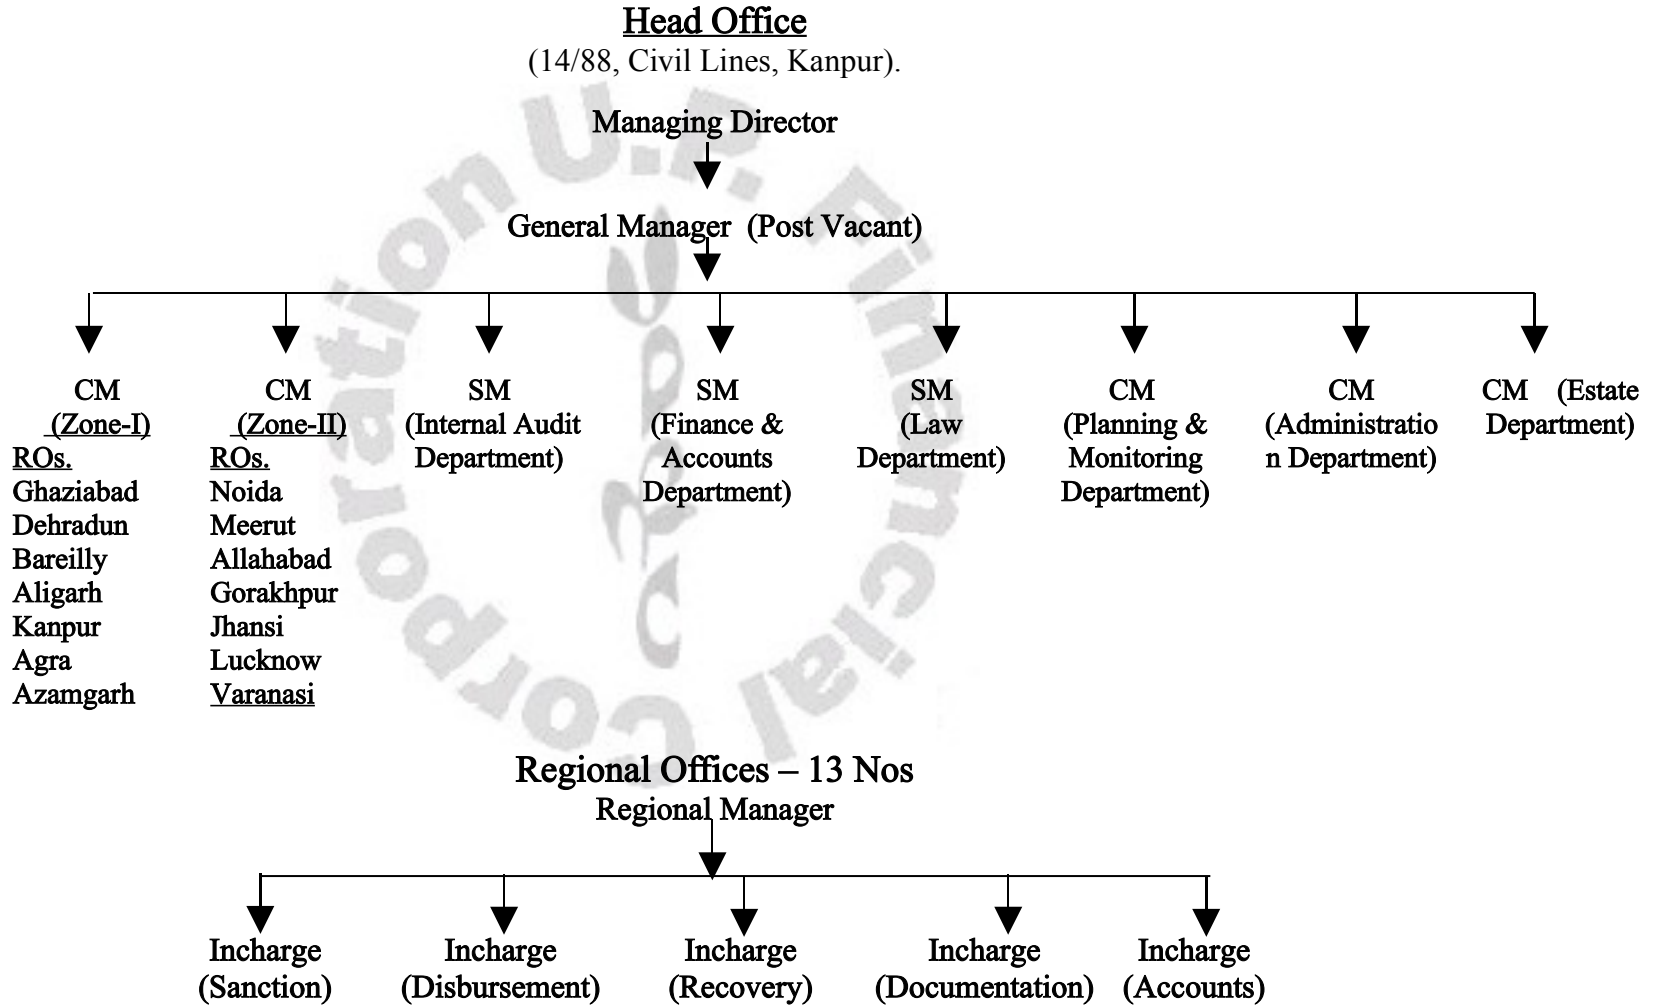 Head Office
(14/88, Civil Lines, Kanpur).
Managing Director
General Manager (Post Vacant)
CM
(Zone-I)
ROs.
Ghaziabad
Dehradun
Bareilly
Aligarh
Kanpur
Agra
Azamgarh
CM
(Zone-II)
ROs.
Noida
Meerut
Allahabad
Gorakhpur
Jhansi
Lucknow
Varanasi
SM
(Internal Audit
Department)
SM
(Finance &
Accounts
Department)
SM
(Law
Department)
CM
(Planning &
Monitoring
Department)
CM
(Administratio
n Department)
CM (Estate
Department)
Regional Offices – 13 Nos
Regional Manager
Incharge
(Sanction)
Incharge
(Disbursement)
Incharge
(Recovery)
Incharge
(Documentation)
Incharge
(Accounts)
U.P. Financial Corporation